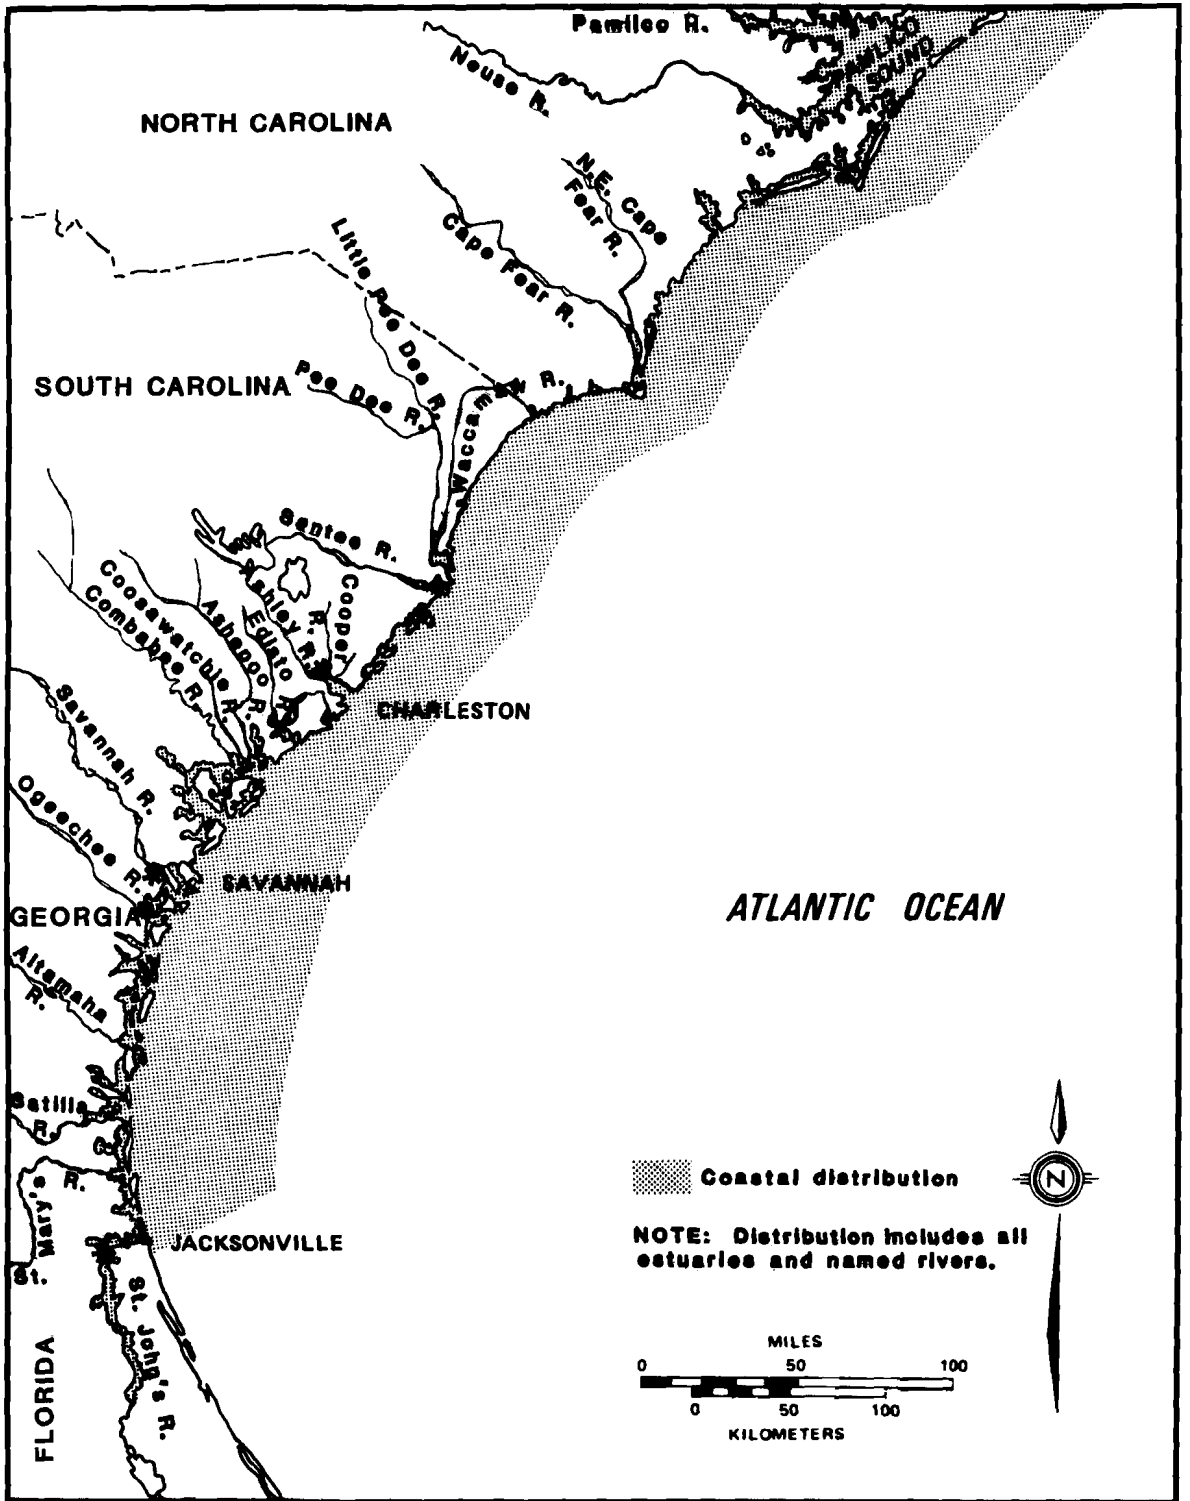 Pamlico R.
PAMLICO
SOUND
Neuse R.
NORTH CAROLINA
N.E. Cape
Fear R.
Cape Fear R.
Little Pee Dee R.
SOUTH CAROLINA
Pee Dee R.
Waccamaw R.
Santee R.
Cooper
R.
Ashley R.
Edisto R.
Ashepoo R.
Coosawatchie R.
Combahee R.
CHARLESTON
Savannah R.
Ogeechee R.
SAVANNAH
GEORGIA
ATLANTIC OCEAN
Altamaha
R.
Satilla
R.
St. Mary's R.
JACKSONVILLE
St. John's R.
FLORIDA
Coastal distribution
N
NOTE: Distribution includes all
estuaries and named rivers.
MILES
0 50 100
0 50 100
KILOMETERS